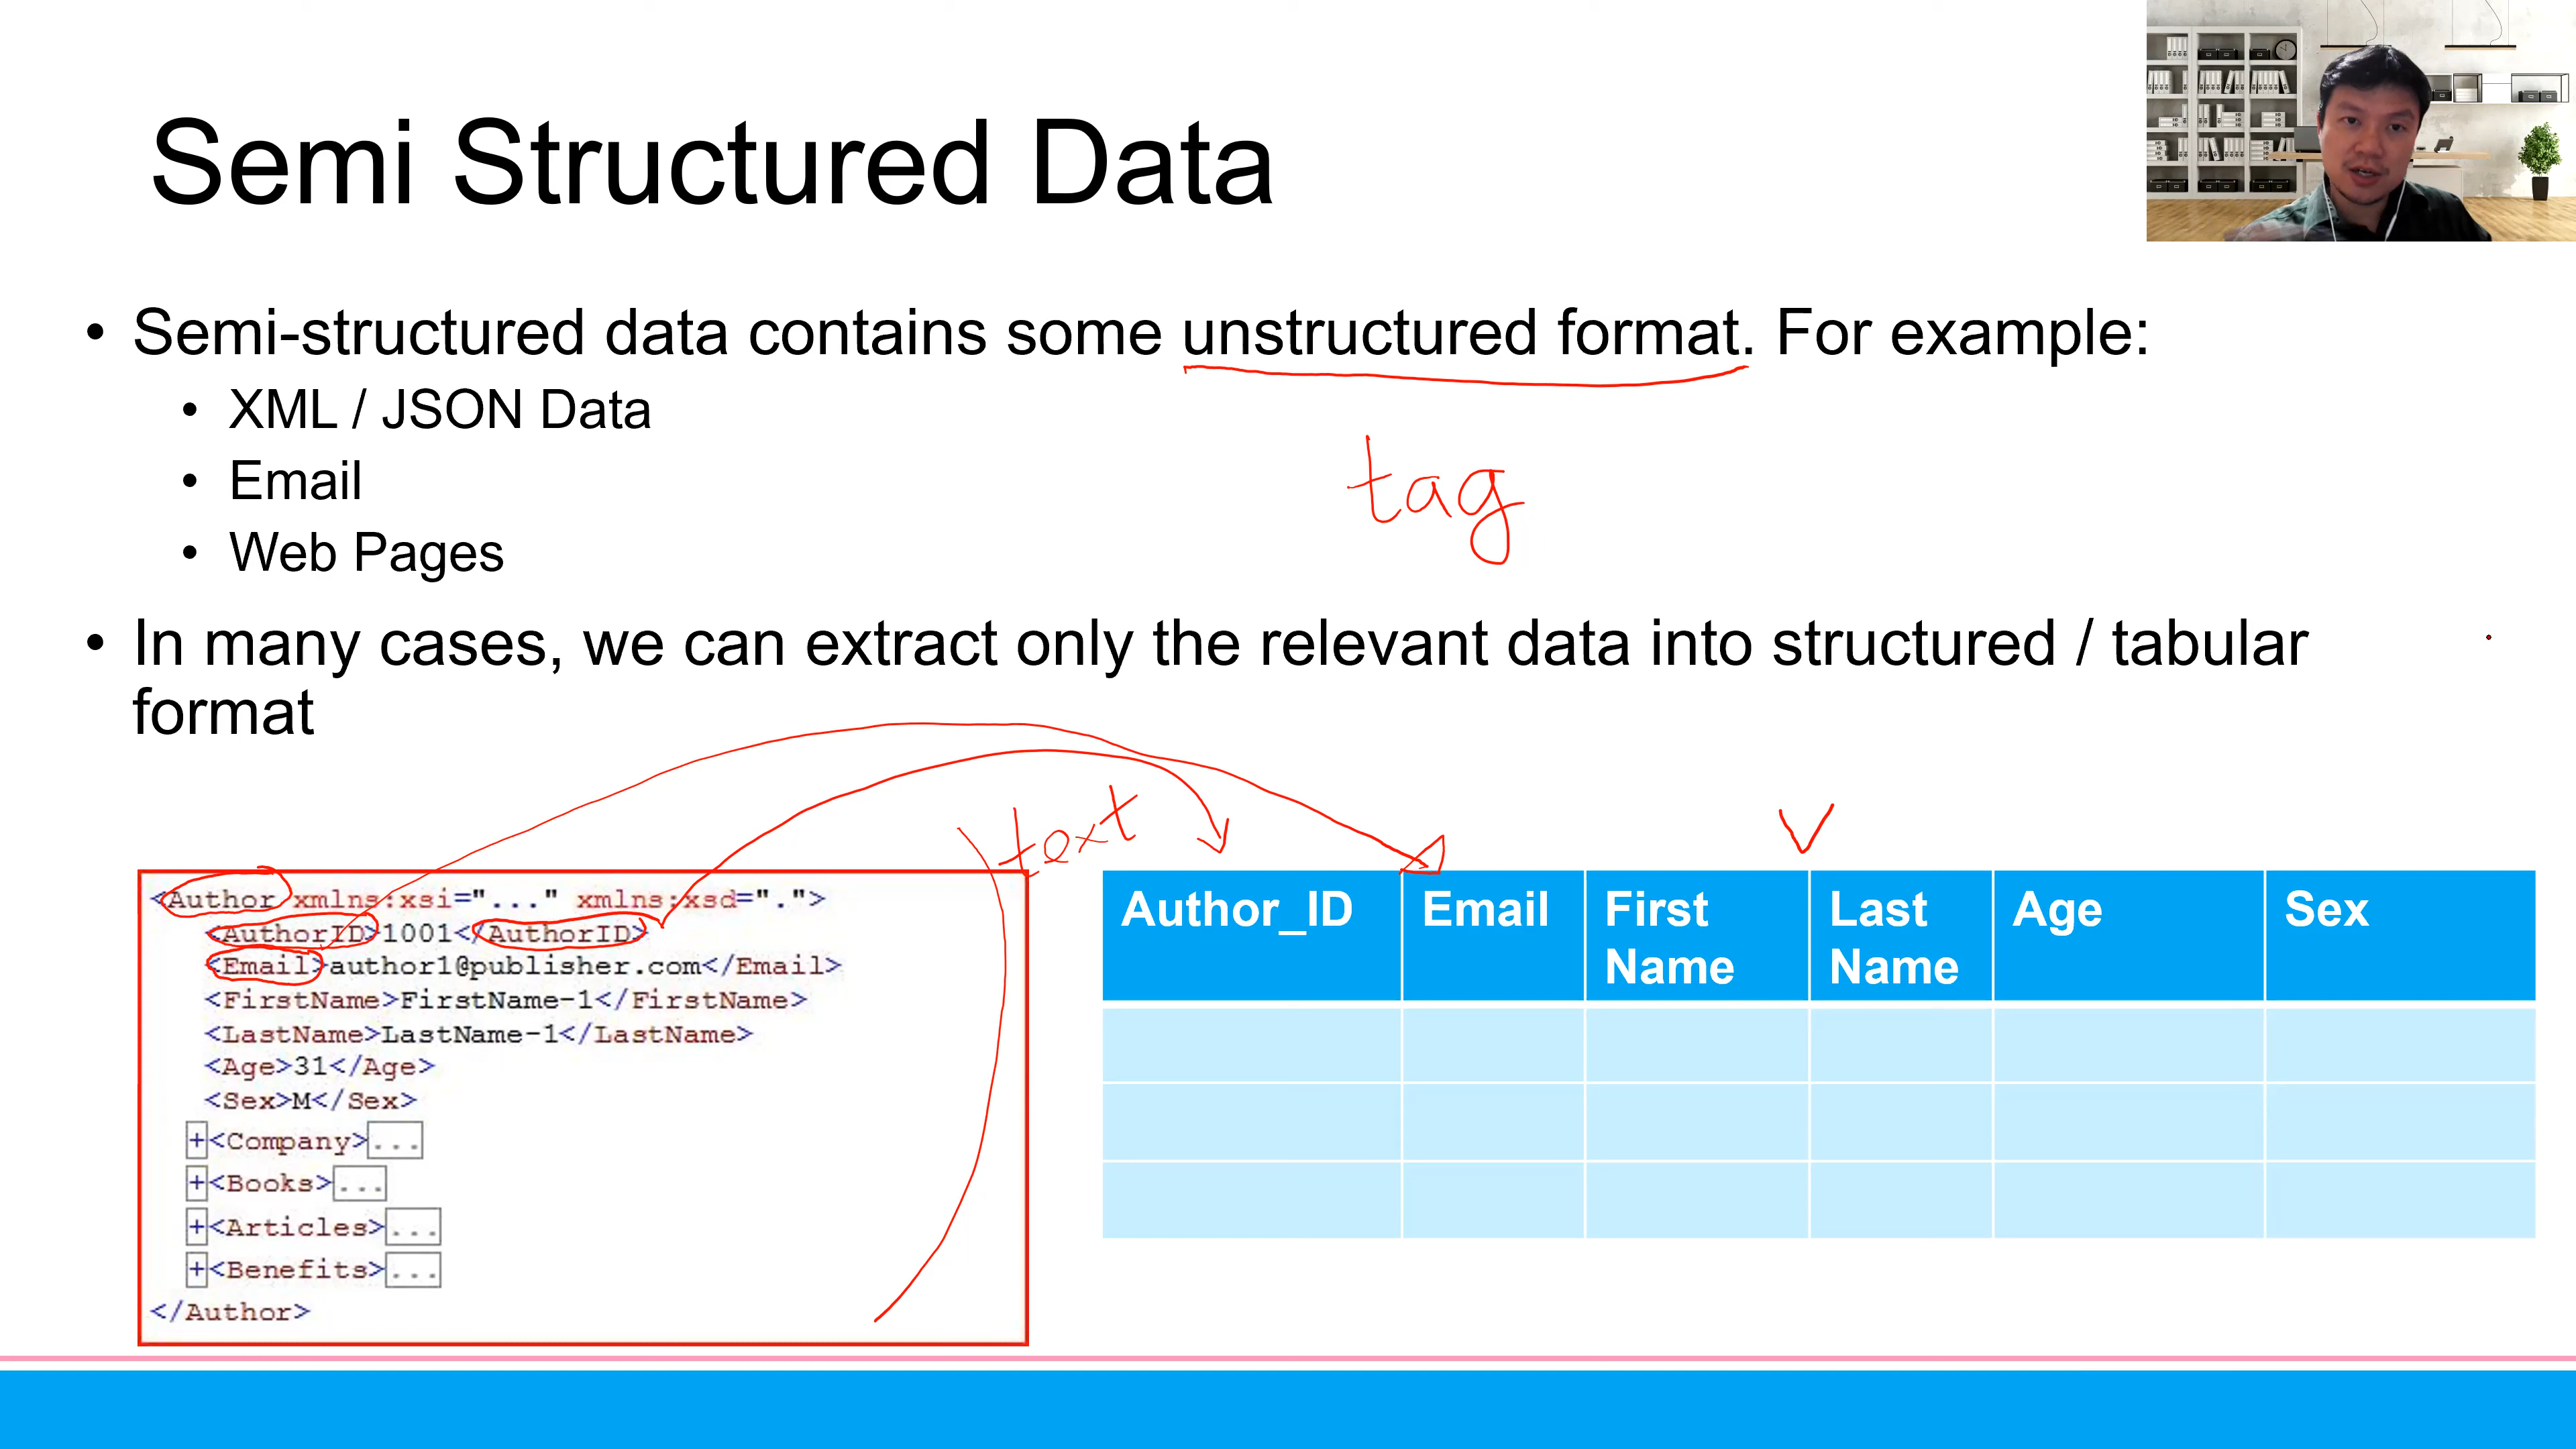 Semi Structured Data
• Semi-structured data contains some unstructured format. For example:
• XML / JSON Data
• Email
• Web Pages
tag
• In many cases, we can extract only the relevant data into structured / tabular
format
text
<Author xmlns:xsi="..." xmlns:xsd=".">
<AuthorID>1001</AuthorID>
<Email>author1@publisher.com</Email>
<FirstName>FirstName-1</FirstName>
<LastName>LastName-1</LastName>
<Age>31</Age>
<Sex>M</Sex>
+<Company>...
+<Books>...
+<Articles>...
+<Benefits>...
</Author>
Author_ID Email First Last Age Sex
Name Name